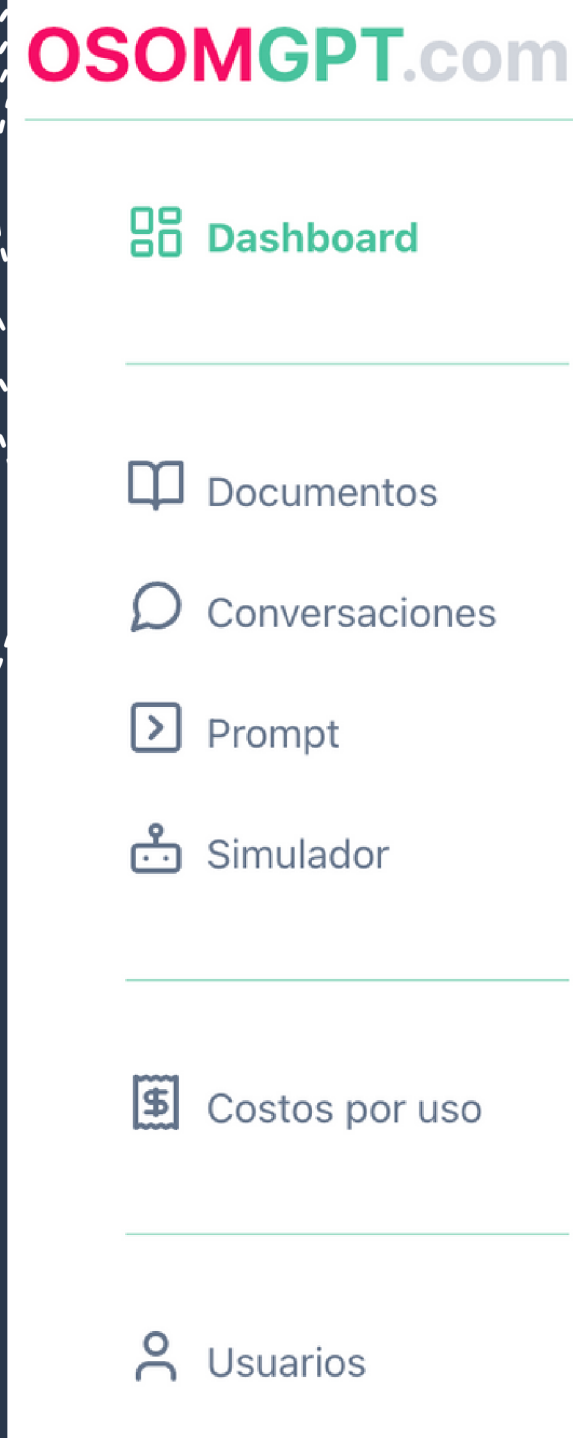 OSOMGPT.com
Dashboard
Documentos
Conversaciones
Prompt
Simulador
Costos por uso
Usuarios